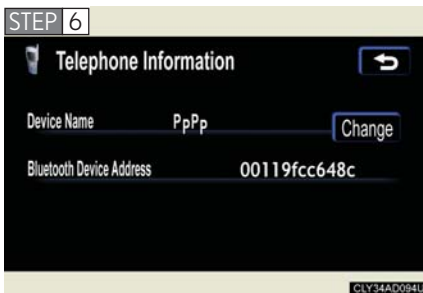 STEP 6
Telephone Information
Device Name PpPp Change
Bluetooth Device Address 00119fcc648c
CLY34AD094U